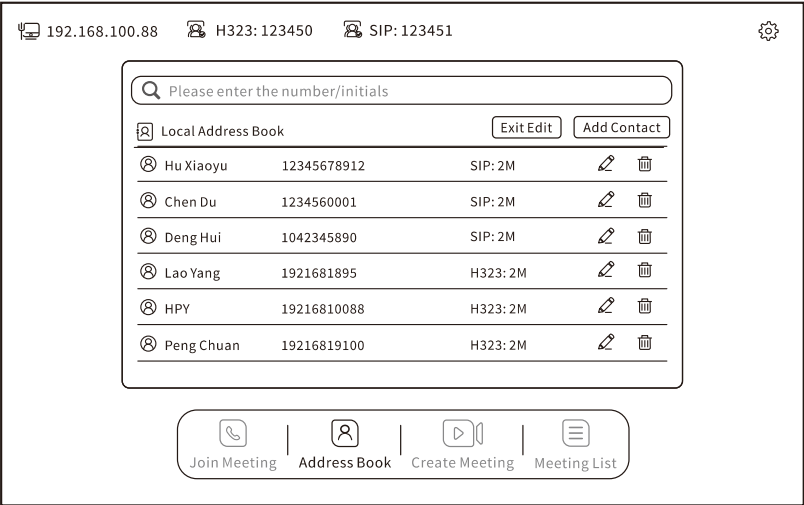 192.168.100.88 H323: 123450 SIP: 123451
Please enter the number/initials
Local Address Book Exit Edit Add Contact
Hu Xiaoyu 12345678912 SIP: 2M
Chen Du 1234560001 SIP: 2M
Deng Hui 1042345890 SIP: 2M
Lao Yang 1921681895 H323: 2M
HPY 19216810088 H323: 2M
Peng Chuan 19216819100 H323: 2M
Join Meeting Address Book Create Meeting Meeting List